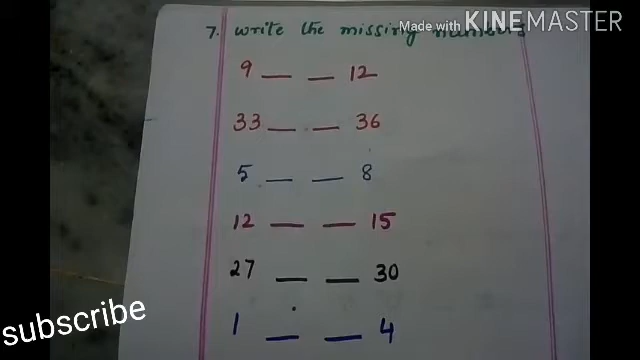 Made with KINEMASTER
7. write the missing numbers
9 __ __ 12
33 __ __ 36
5 __ __ 8
12 __ __ 15
27 __ __ 30
1 __ __ 4
subscribe